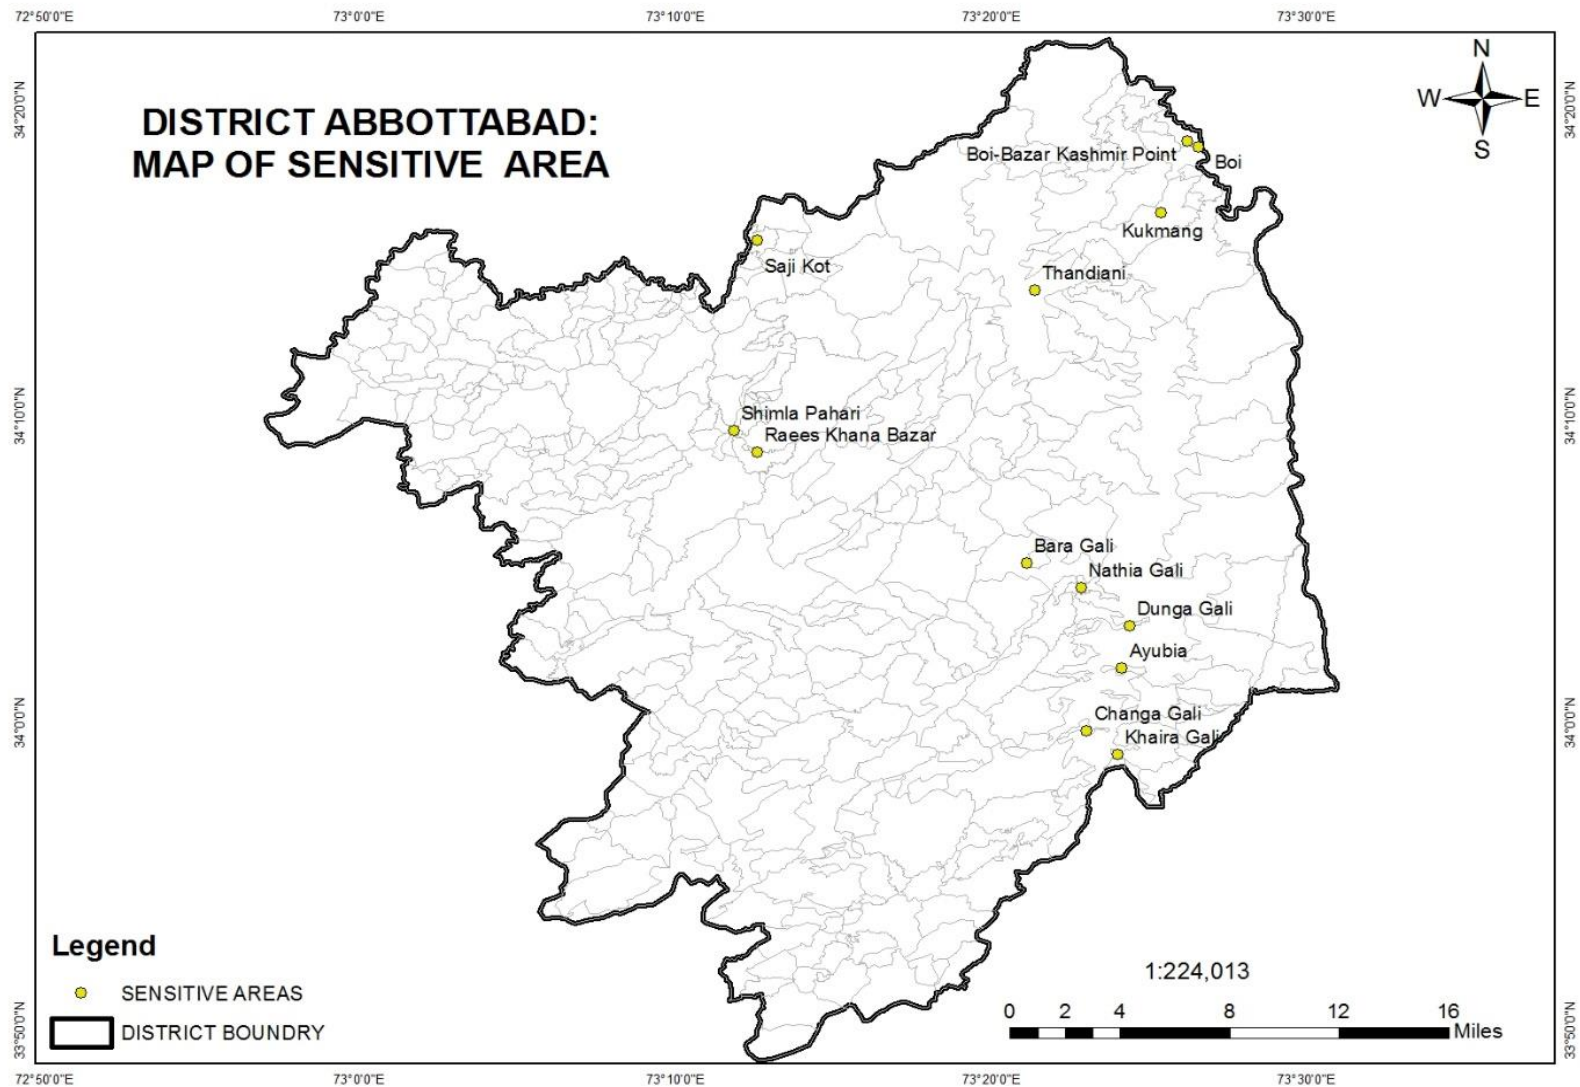 72°50'0"E 73°0'0"E 73°10'0"E 73°20'0"E 73°30'0"E
DISTRICT ABBOTTABAD:
MAP OF SENSITIVE AREA
N
W E
S
34°20'0"N 34°20'0"N
Boi-Bazar Kashmir Point
Boi
Kukmang
Saji Kot
Thandiani
34°10'0"N 34°10'0"N
Shimla Pahari
Raees Khana Bazar
Bara Gali
Nathia Gali
Dunga Gali
Ayubia
34°0'0"N 34°0'0"N
Changa Gali
Khaira Gali
Legend
SENSITIVE AREAS
DISTRICT BOUNDRY
1:224,013
0 2 4 8 12 16
Miles
33°50'0"N 33°50'0"N
72°50'0"E 73°0'0"E 73°10'0"E 73°20'0"E 73°30'0"E